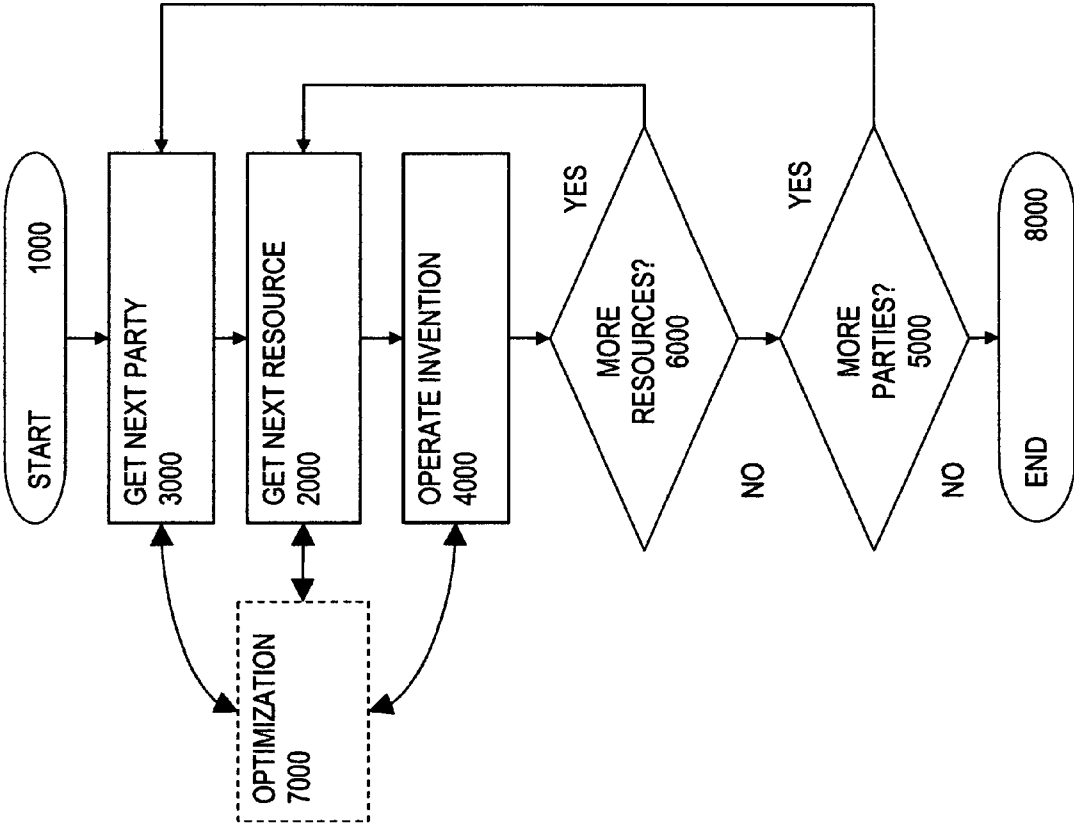 START 1000
GET NEXT PARTY
3000
GET NEXT RESOURCE
2000
OPERATE INVENTION
4000
OPTIMIZATION
7000
MORE
RESOURCES?
6000
YES
NO
MORE
PARTIES?
5000
YES
NO
END 8000